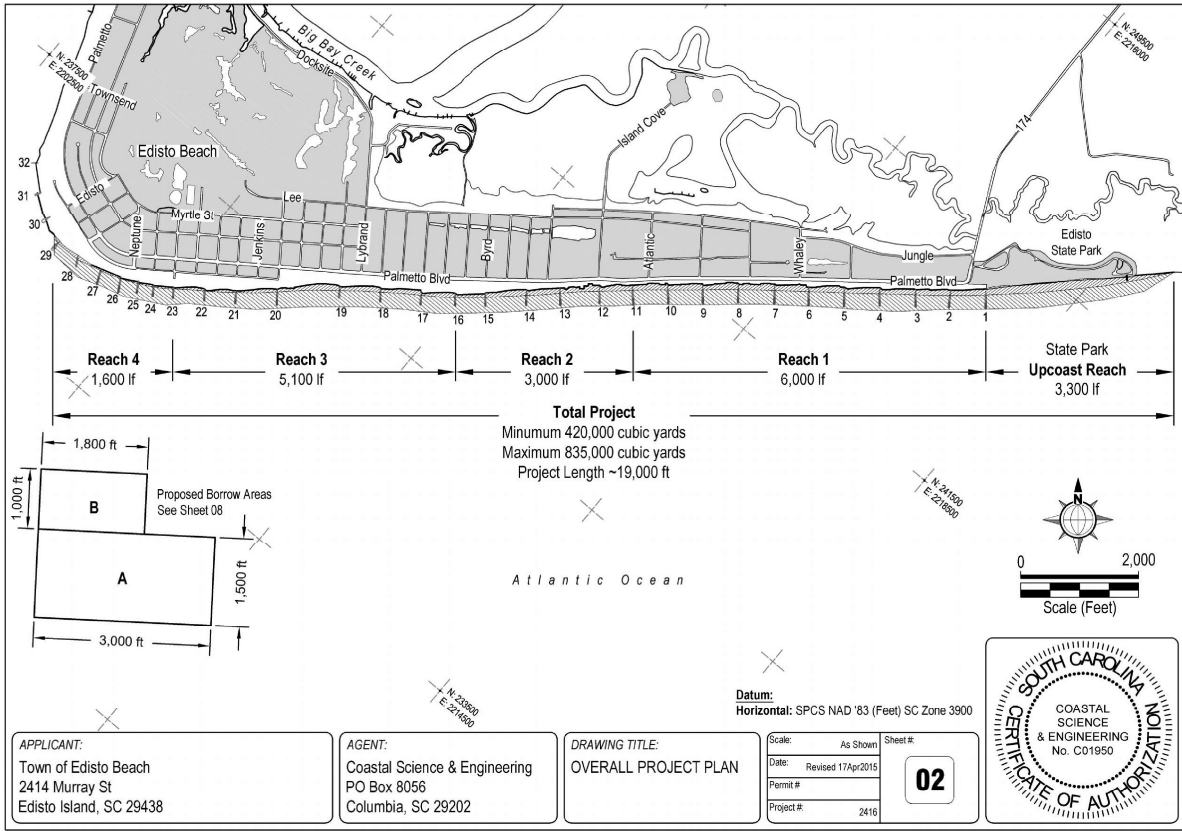 Big Bay Creek
Docksite
Palmetto
N: 237500
E: 2202500
Townsend
N: 249500
E: 2216000
174
Island Cove
Edisto Beach
32
31
30
29
28
27
26
25
24
23
22
21
20
19
18
17
16
15
14
13
12
11
10
9
8
7
6
5
4
3
2
1
Edisto
Lee
Myrtle St
Neptune
Jenkins
Lybrand
Byrd
Atlantic
Whaley
Jungle
Edisto
State Park
Palmetto Blvd
Palmetto Blvd
Reach 4
1,600 lf
Reach 3
5,100 lf
Reach 2
3,000 lf
Reach 1
6,000 lf
State Park
Upcoast Reach
3,300 lf
Total Project
Minumum 420,000 cubic yards
Maximum 835,000 cubic yards
Project Length ~19,000 ft
1,800 ft
1,000 ft
B
Proposed Borrow Areas
See Sheet 08
A
1,500 ft
3,000 ft
N: 241500
E: 2218500
Atlantic Ocean
N
0 2,000
Scale (Feet)
N: 233500
E: 2214500
Datum:
Horizontal: SPCS NAD '83 (Feet) SC Zone 3900
SOUTH CAROLINA
CERTIFICATE OF AUTHORIZATION
COASTAL
SCIENCE
& ENGINEERING
No. C01950
APPLICANT:
Town of Edisto Beach
2414 Murray St
Edisto Island, SC 29438
AGENT:
Coastal Science & Engineering
PO Box 8056
Columbia, SC 29202
DRAWING TITLE:
OVERALL PROJECT PLAN
Scale: As Shown
Date: Revised 17Apr2015
Permit #
Project #: 2416
Sheet #:
02